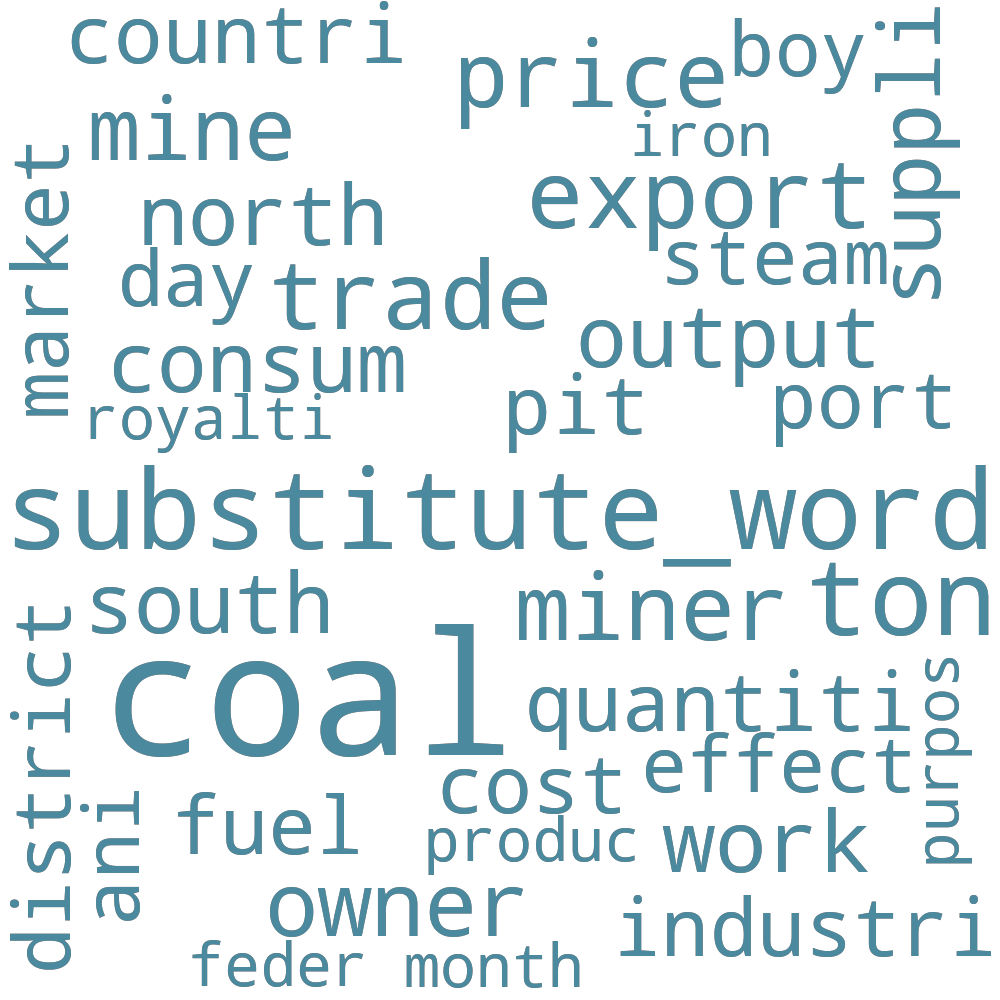 countri
price
boy
suppli
mine
iron
market
north
export
steam
day
trade
output
consum
pit
port
royalti
substitute_word
south
miner
ton
district
coal
quantiti
purpos
effect
cost
ani
fuel
produc
work
owner
industri
feder
month